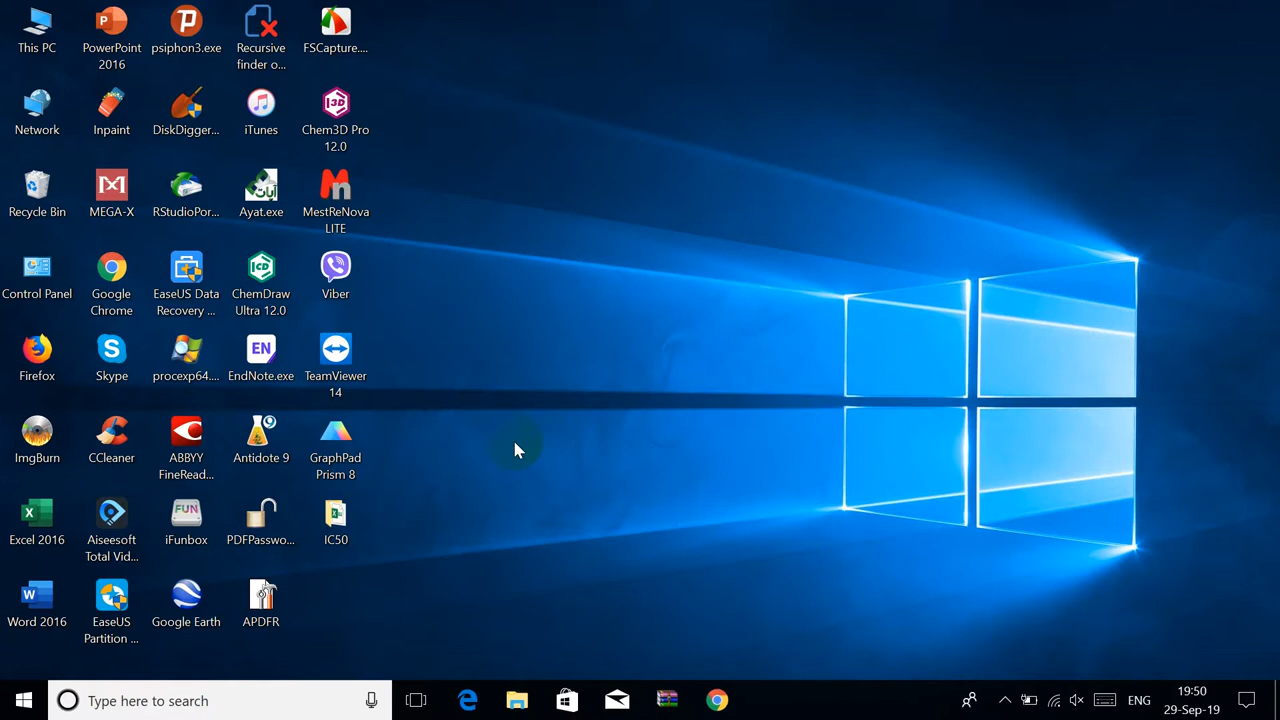 This PC
PowerPoint
2016
psiphon3.exe
Recursive
finder o...
FSCapture....
Network
Inpaint
DiskDigger...
iTunes
Chem3D Pro
12.0
Recycle Bin
MEGA-X
RStudioPor...
Ayat.exe
MestReNova
LITE
Control Panel
Google
Chrome
EaseUS Data
Recovery ...
ChemDraw
Ultra 12.0
Viber
Firefox
Skype
procexp64....
EndNote.exe
TeamViewer
14
ImgBurn
CCleaner
ABBYY
FineRead...
Antidote 9
GraphPad
Prism 8
Excel 2016
Aiseesoft
Total Vid...
iFunbox
PDFPasswo...
IC50
Word 2016
EaseUS
Partition ...
Google Earth
APDFR
Type here to search
ENG
19:50
29-Sep-19